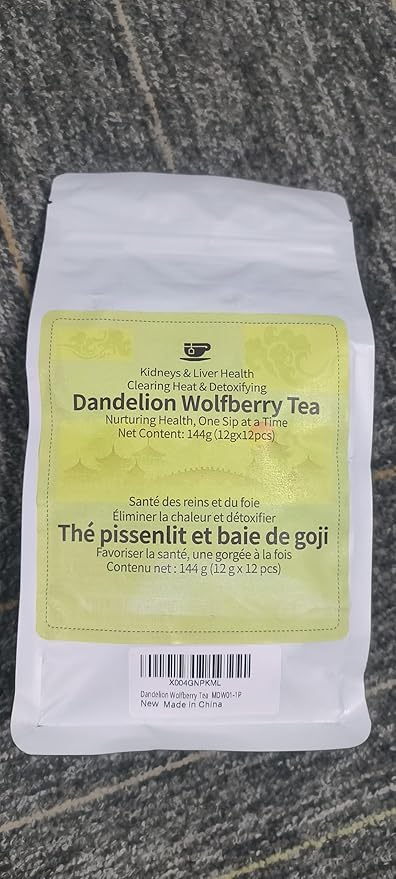 Kidneys & Liver Health
Clearing Heat & Detoxifying
Dandelion Wolfberry Tea
Nurturing Health, One Sip at a Time
Net Content: 144g (12gx12pcs)
Santé des reins et du foie
Éliminer la chaleur et détoxifier
Thé pissenlit et baie de goji
Favoriser la santé, une gorgée à la fois
Contenu net : 144 g (12 g x 12 pcs)
X004GNPKML
Dandelion Wolfberry Tea MDW01-1P
New Made in China